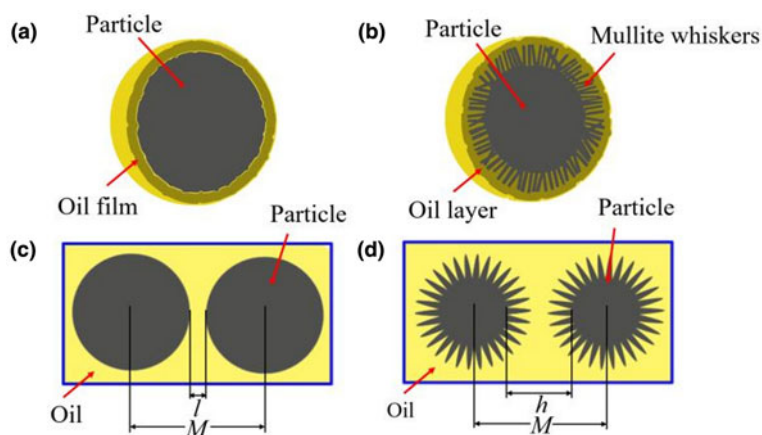 (a)
Particle
Oil film
(b)
Particle
Mullite whiskers
Oil layer
(c)
Particle
Oil
l
M
(d)
Particle
Oil
h
M